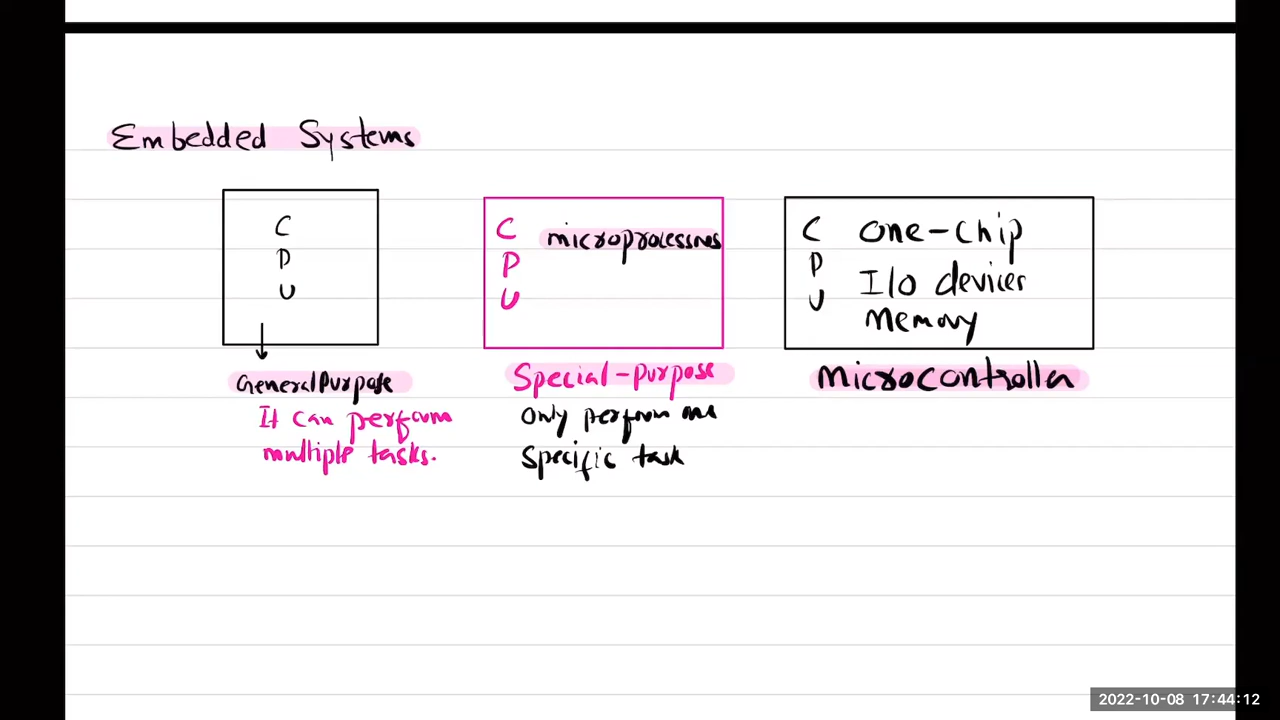 Embedded Systems
C
P
U
General Purpose
It can perform
multiple tasks.
C microprocessors
P
U
Special-purpose
Only perform one
Specific task
C One-chip
P I/O devices
U Memory
Microcontroller
2022-10-08 17:44:12